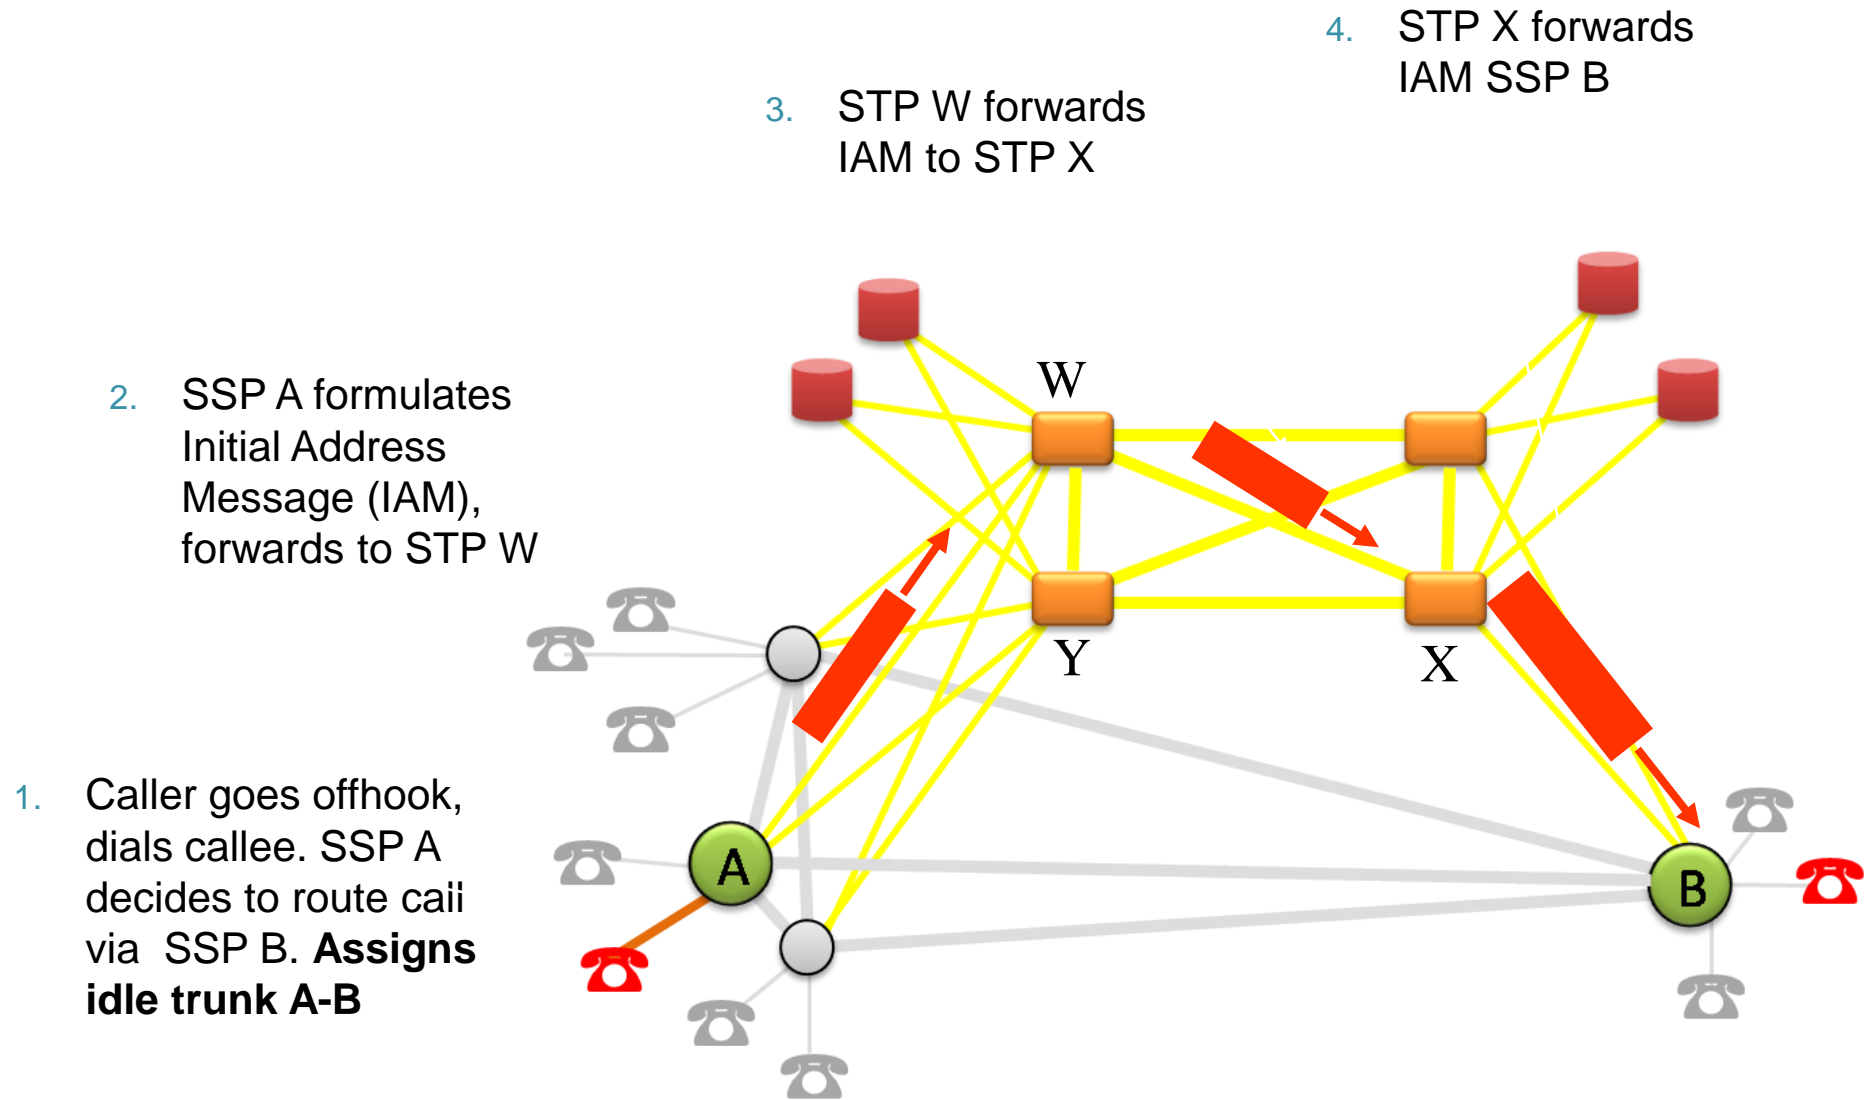 4. STP X forwards
IAM SSP B
3. STP W forwards
IAM to STP X
2. SSP A formulates
Initial Address
Message (IAM),
forwards to STP W
1. Caller goes offhook,
dials callee. SSP A
decides to route call
via SSP B. Assigns
idle trunk A-B
W
Y
X
A
B